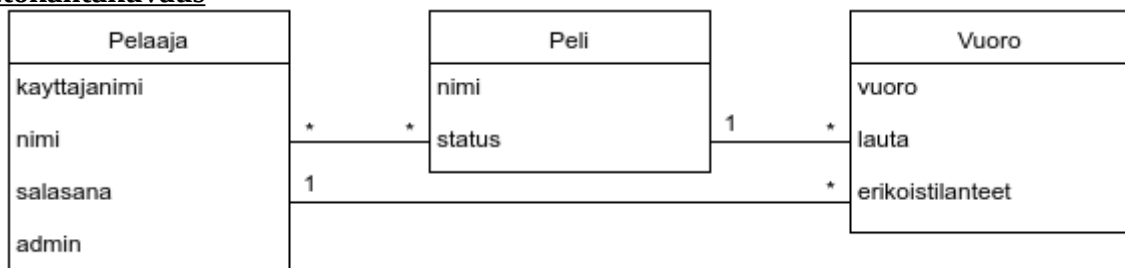 Pelaaja
kayttajanimi
nimi
salasana
admin
Peli
nimi
status
Vuoro
vuoro
lauta
erikoistilanteet
* *
1 *
1 *